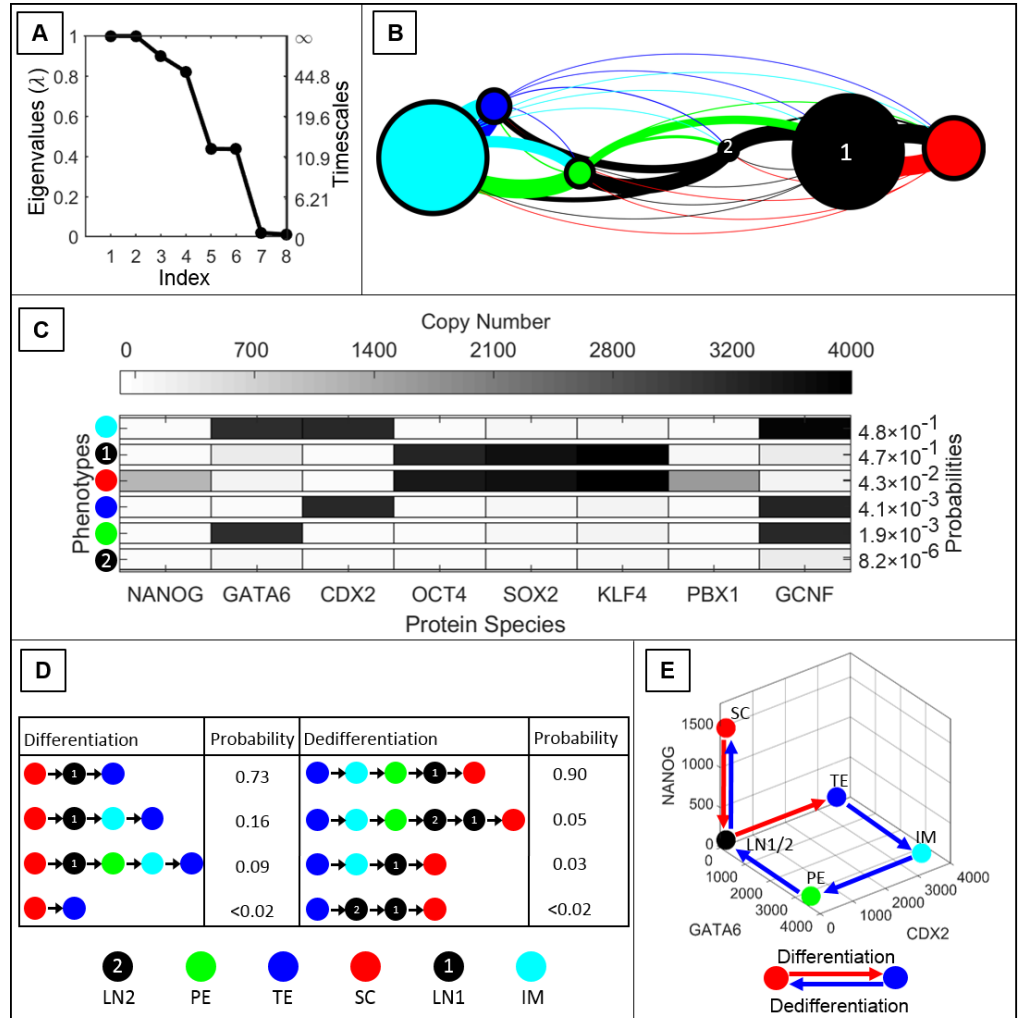 A
Eigenvalues (λ)
1
0.8
0.6
0.4
0.2
0
∞
44.8
19.6
10.9
6.21
0
Timescales
1 2 3 4 5 6 7 8
Index
B
2
1
C
Copy Number
0 700 1400 2100 2800 3200 4000
Phenotypes
1
2
4.8×10⁻¹
4.7×10⁻¹
4.3×10⁻²
4.1×10⁻³
1.9×10⁻³
8.2×10⁻⁶
Probabilities
NANOG GATA6 CDX2 OCT4 SOX2 KLF4 PBX1 GCNF
Protein Species
D
Differentiation Probability Dedifferentiation Probability
1 0.73 1 0.90
1 0.16 2 1 0.05
1 0.09 1 0.03
<0.02 2 1 <0.02
2 1
LN2 PE TE SC LN1 IM
E
NANOG
1500
1000
500
0
SC
TE
LN1/2
IM
PE
0
1000
2000
3000
4000
GATA6
0
1000
2000
3000
4000
CDX2
Differentiation
Dedifferentiation